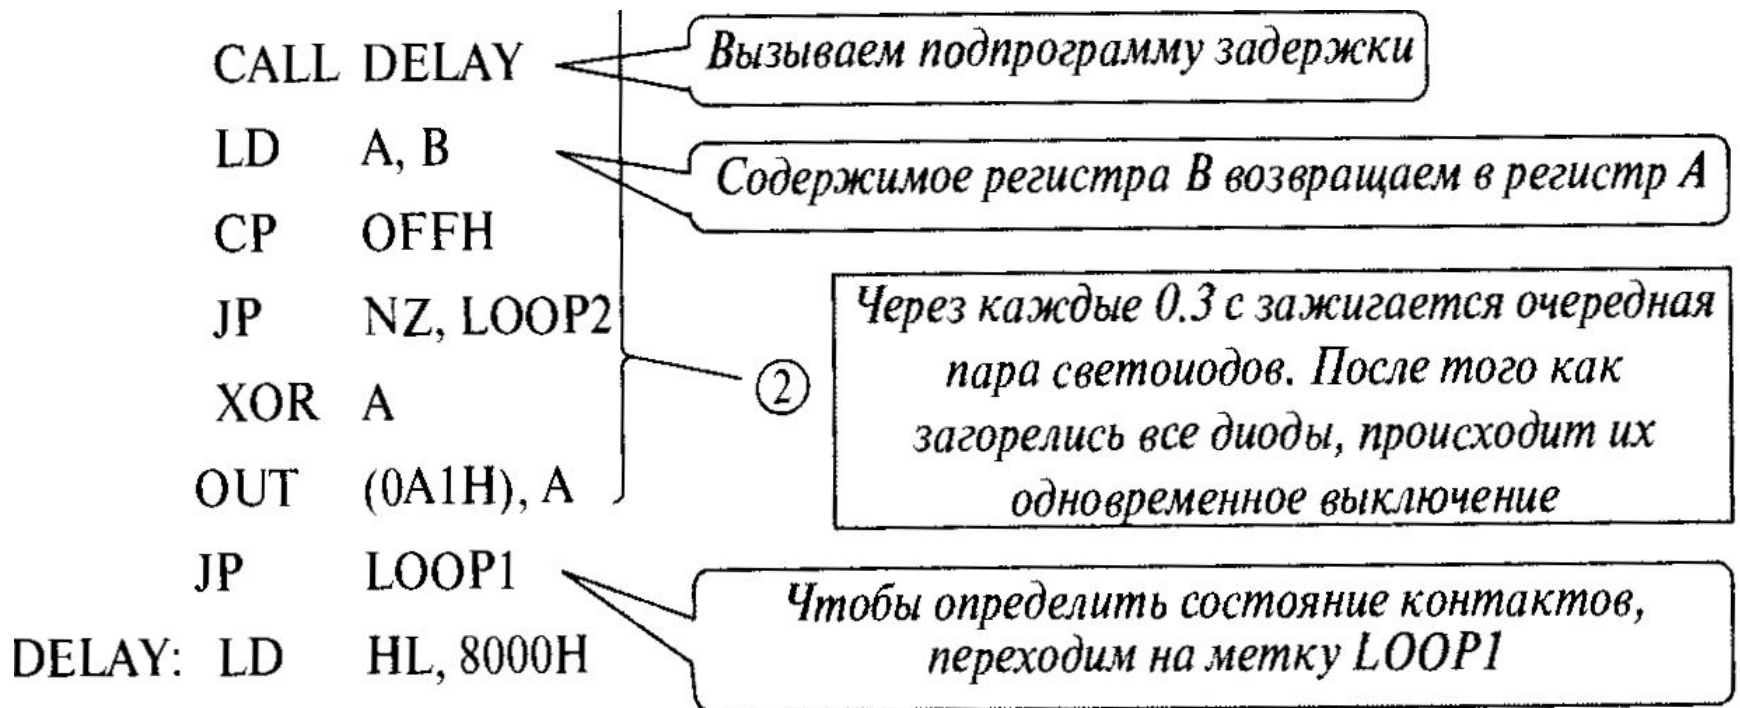 CALL DELAY
Вызываем подпрограмму задержки
LD A, B
Содержимое регистра В возвращаем в регистр А
CP OFFH
JP NZ, LOOP2
XOR A
OUT (0A1H), A
②
Через каждые 0.3 с зажигается очередная
пара светоиодов. После того как
загорелись все диоды, происходит их
одновременное выключение
JP LOOP1
Чтобы определить состояние контактов,
переходим на метку LOOP1
DELAY: LD HL, 8000H